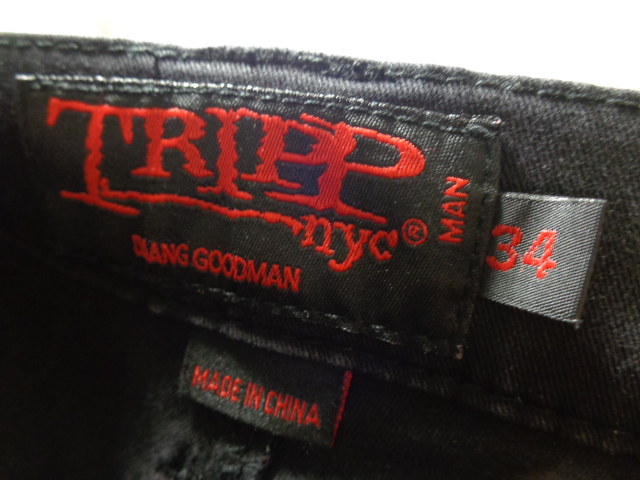 TRIPP
nyc®
DAANG GOODMAN
MAN
34
MADE IN CHINA